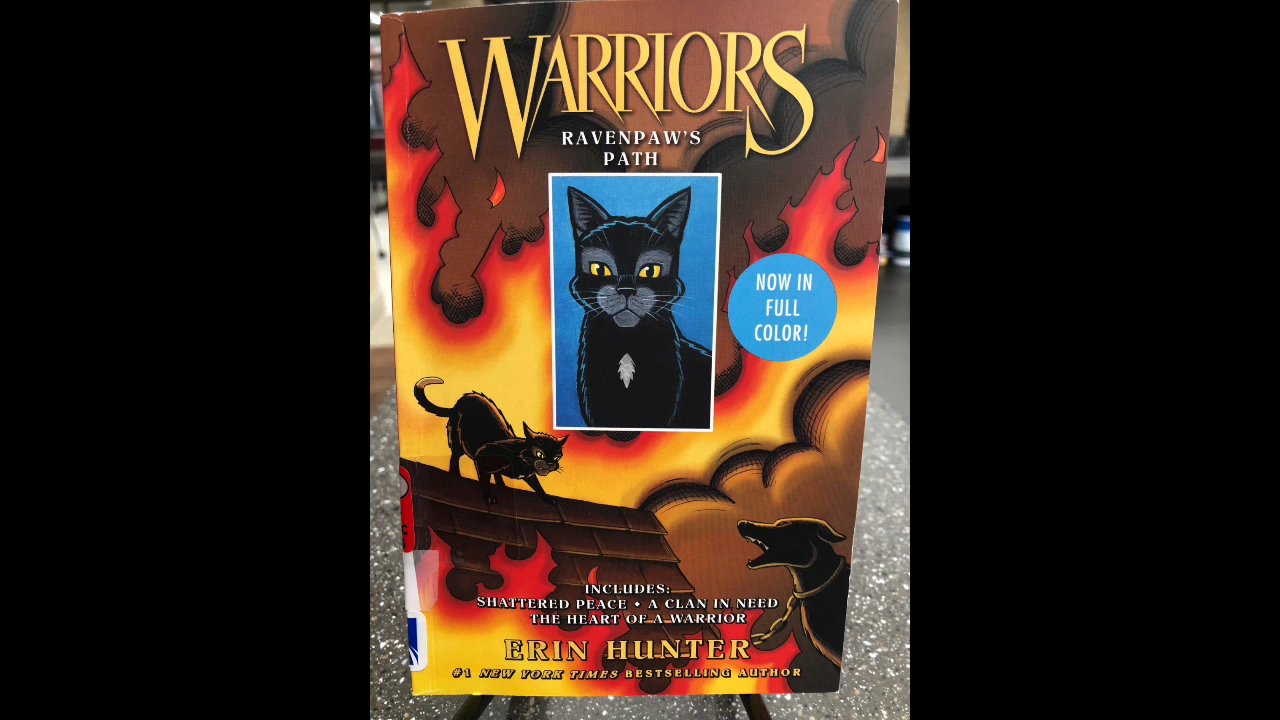 WARRIORS
RAVENPAW'S
PATH
NOW IN
FULL
COLOR!
INCLUDES:
SHATTERED PEACE • A CLAN IN NEED
THE HEART OF A WARRIOR
ERIN HUNTER
#1 NEW YORK TIMES BESTSELLING AUTHOR